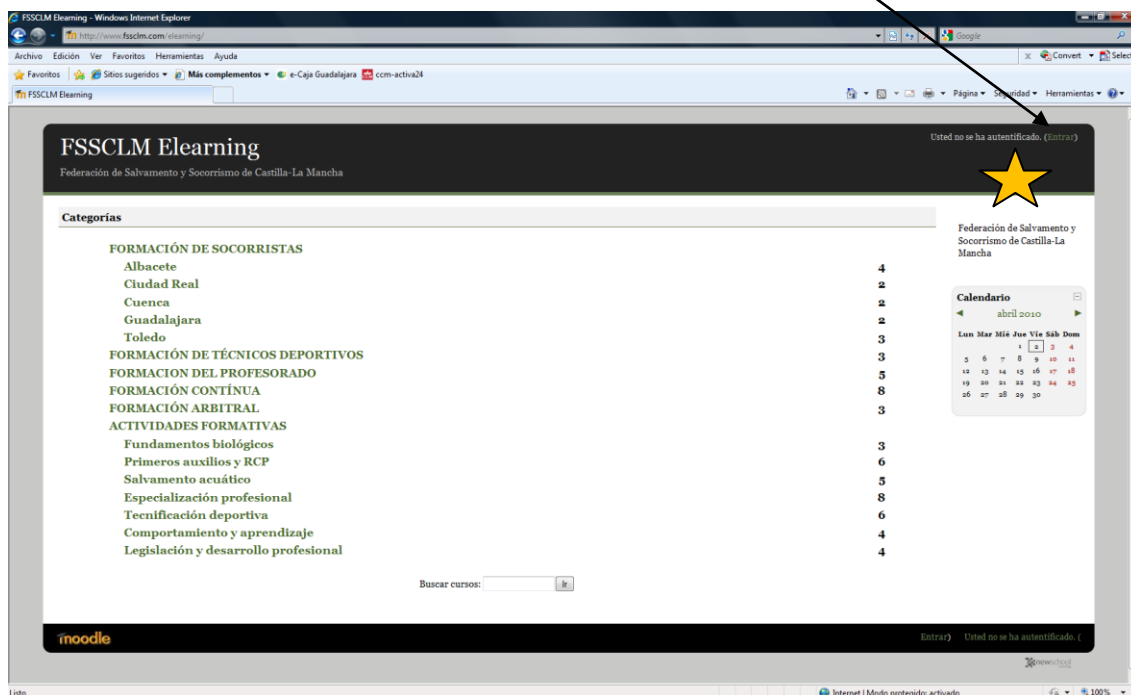 FSSCLM Elearning - Windows Internet Explorer
http://www.fssclm.com/elearning/
Google
Archivo Edición Ver Favoritos Herramientas Ayuda
x Convert Select
Favoritos Sitios sugeridos Más complementos e-Caja Guadalajara ccm-activa24
FSSCLM Elearning
Página Seguridad Herramientas
FSSCLM Elearning
Usted no se ha autentificado. (Entrar)
Federación de Salvamento y Socorrismo de Castilla-La Mancha
Categorías
FORMACIÓN DE SOCORRISTAS
Albacete 4
Ciudad Real 2
Cuenca 2
Guadalajara 2
Toledo 3
FORMACIÓN DE TÉCNICOS DEPORTIVOS 3
FORMACION DEL PROFESORADO 5
FORMACIÓN CONTÍNUA 8
FORMACIÓN ARBITRAL 3
ACTIVIDADES FORMATIVAS
Fundamentos biológicos 3
Primeros auxilios y RCP 6
Salvamento acuático 5
Especialización profesional 8
Tecnificación deportiva 6
Comportamiento y aprendizaje 4
Legislación y desarrollo profesional 4
Buscar cursos: Ir
Federación de Salvamento y
Socorrismo de Castilla-La
Mancha
Calendario
◄ abril 2010 ►
Lun Mar Mié Jue Vie Sáb Dom
1 2 3 4
5 6 7 8 9 10 11
12 13 14 15 16 17 18
19 20 21 22 23 24 25
26 27 28 29 30
moodle
Entrar) Usted no se ha autentificado. (
newschool
Listo
Internet | Modo protegido: activado
100%